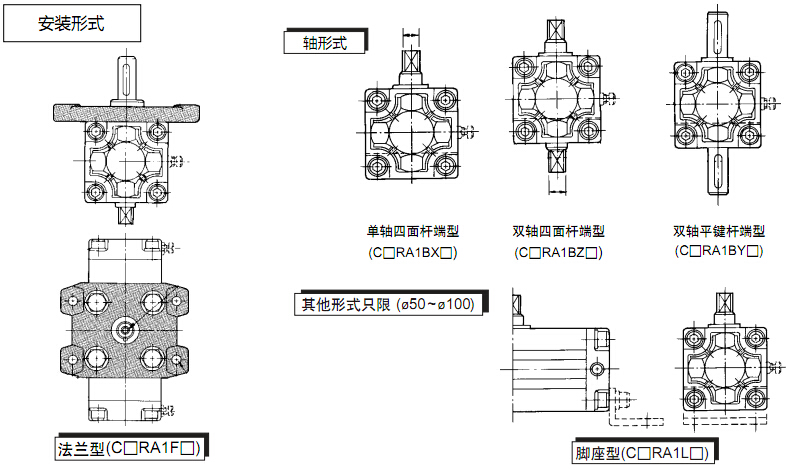 安装形式
轴形式
单轴四面杆端型
(C□RA1BX□)
双轴四面杆端型
(C□RA1BZ□)
双轴平键杆端型
(C□RA1BY□)
其他形式只限 (ø50~ø100)
法兰型(C□RA1F□)
脚座型(C□RA1L□)